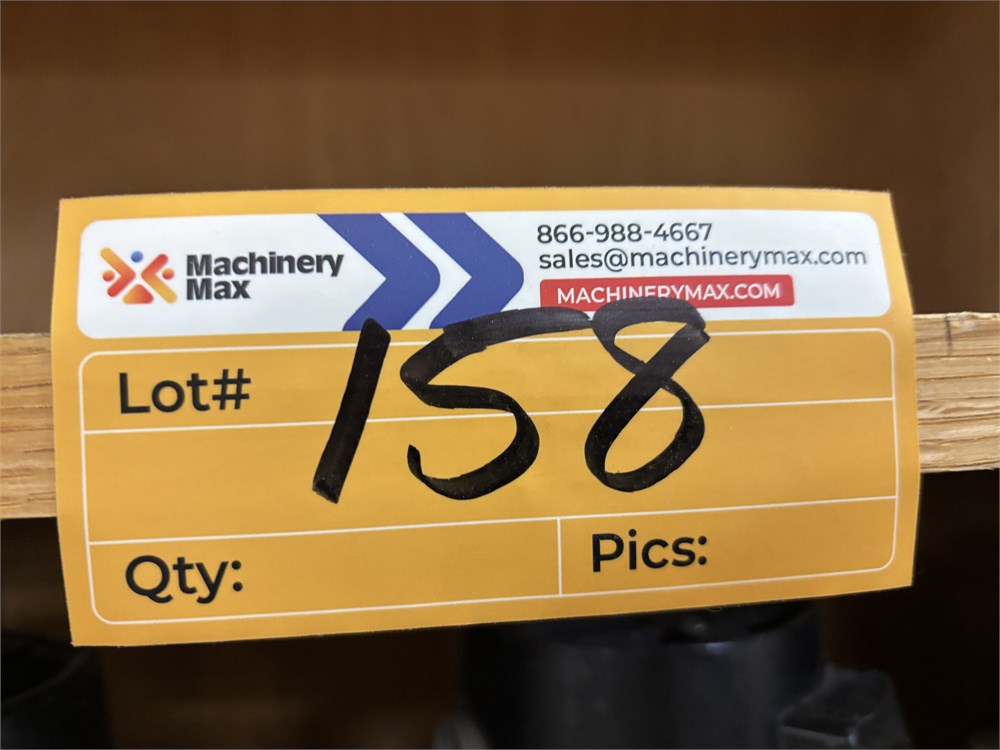 Machinery
Max
866-988-4667
sales@machinerymax.com
MACHINERYMAX.COM
Lot# 158
Qty:
Pics: